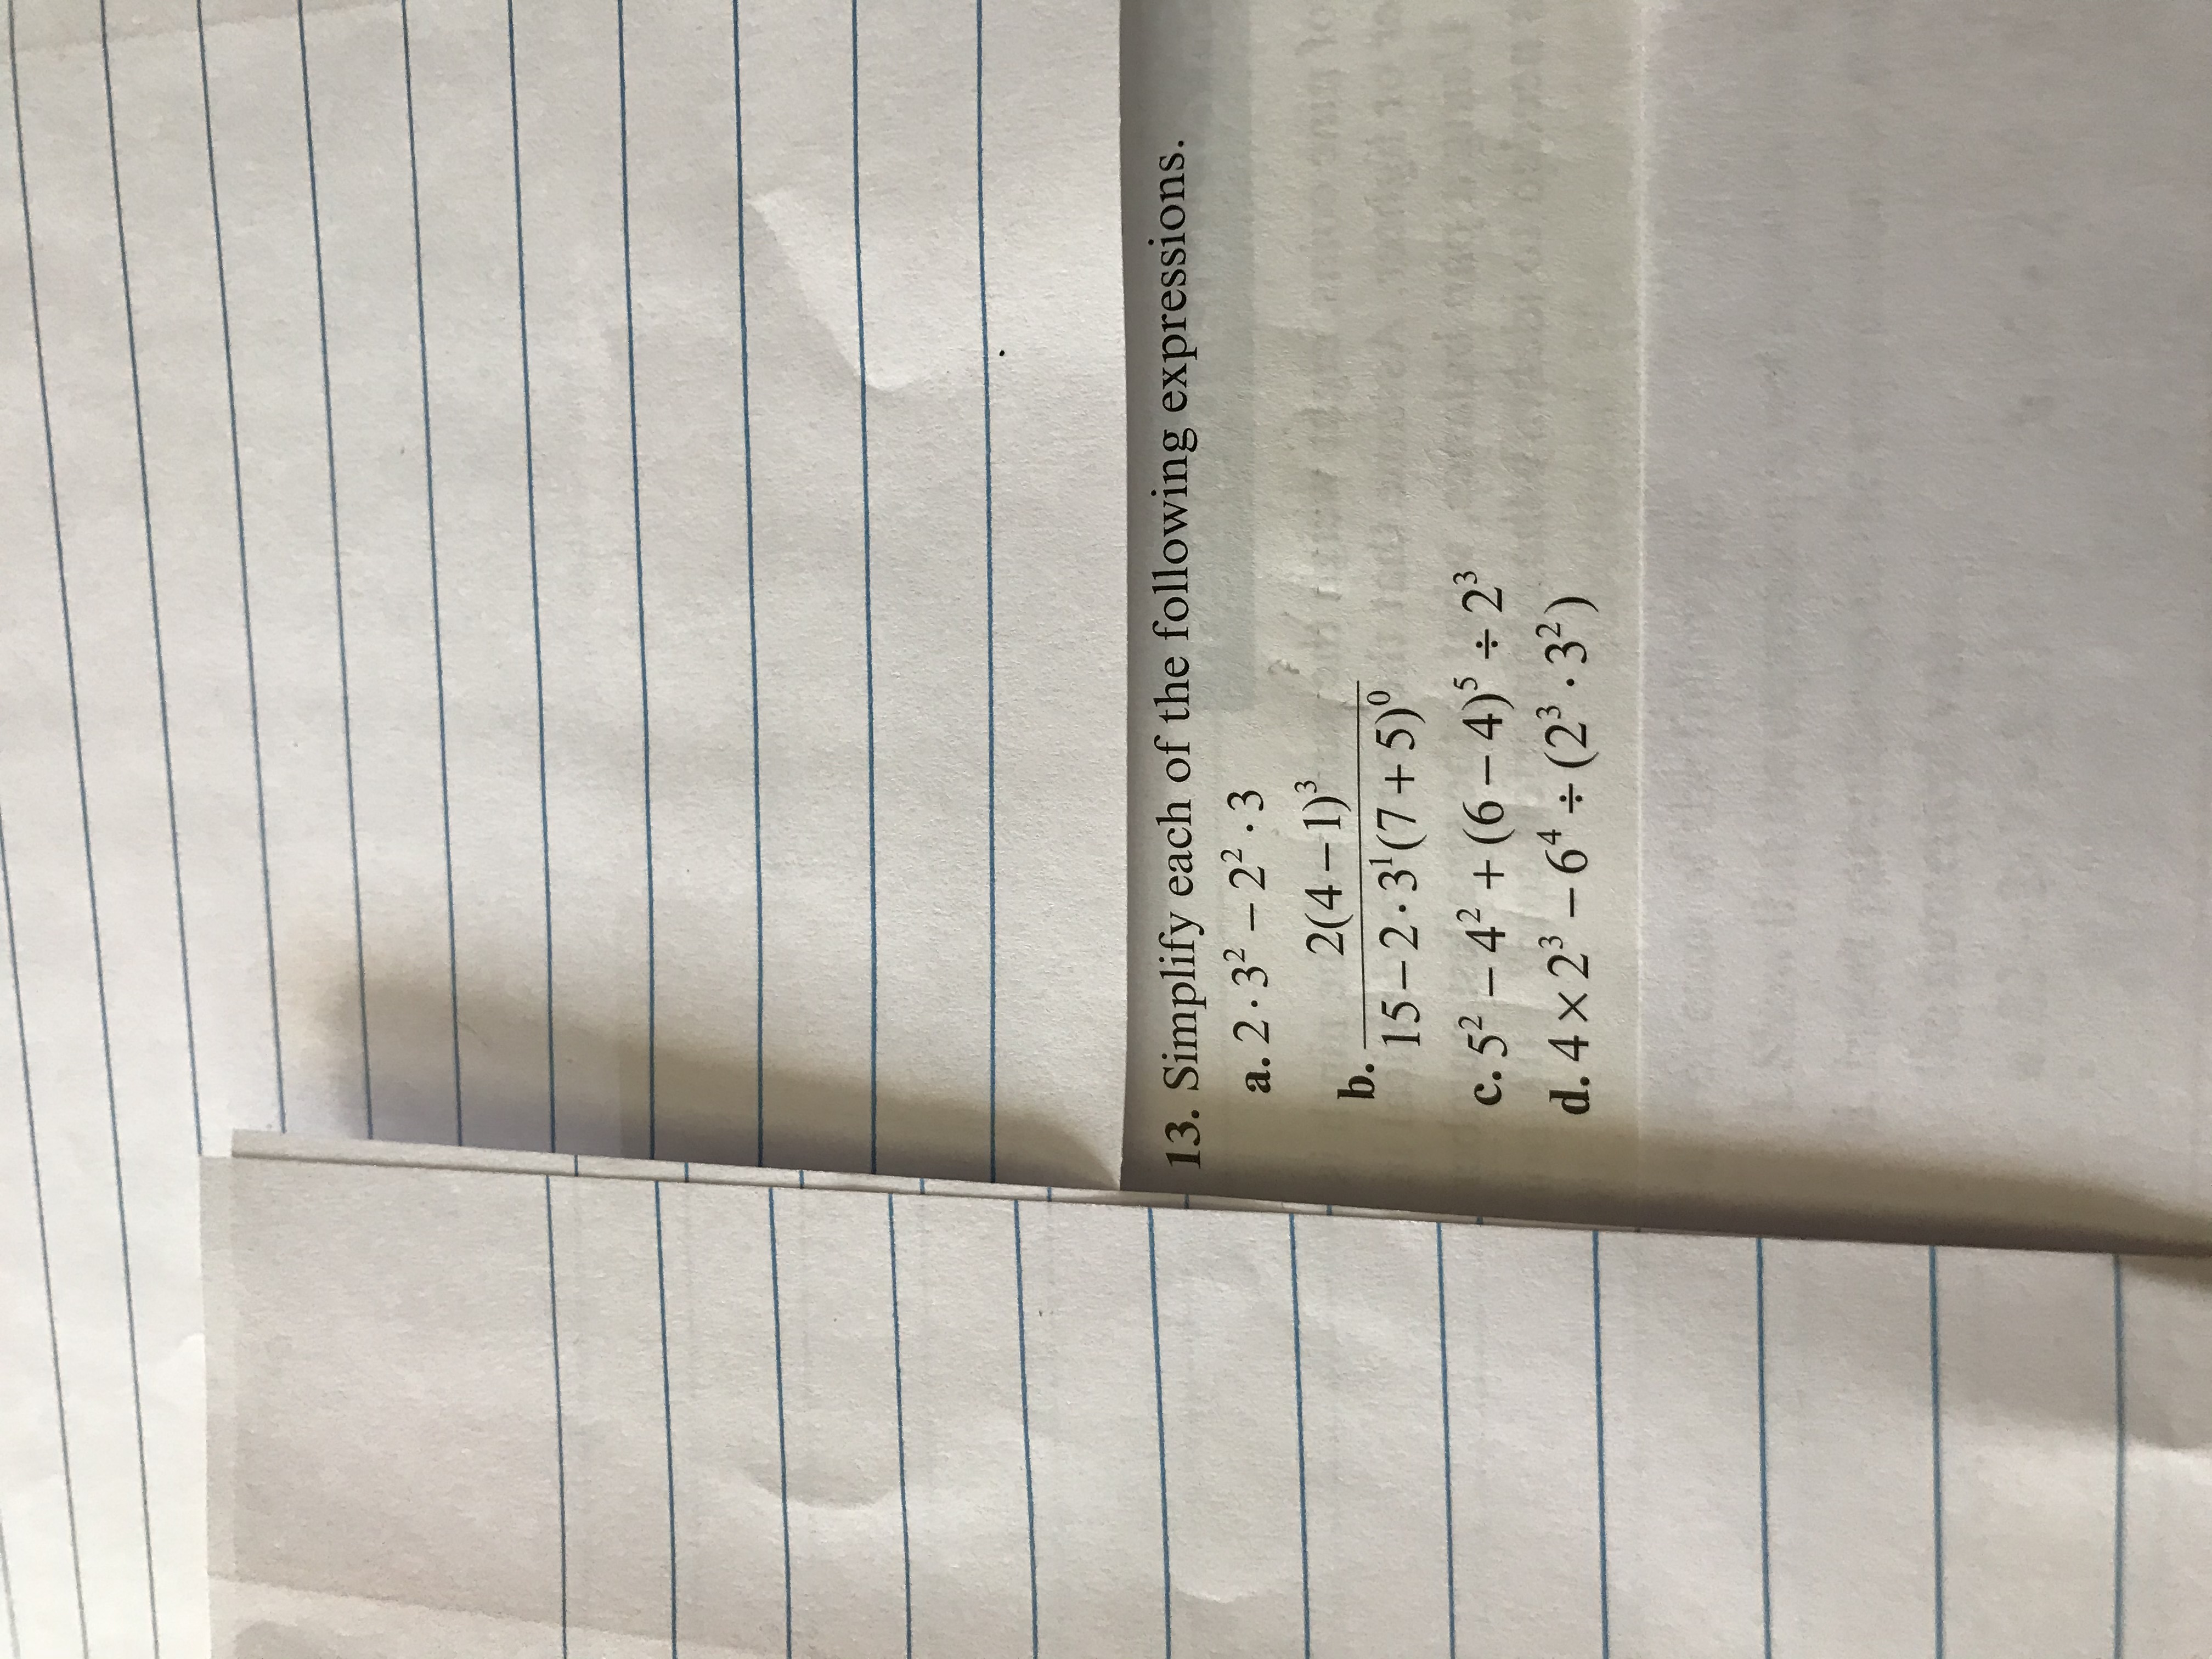 13. Simplify each of the following expressions.
a. 2 · 3² − 2² · 3
b. 2(4 − 1)³
15 − 2 · 3¹(7 + 5)⁰
c. 5² − 4² + (6 − 4)⁵ ÷ 2³
d. 4 × 2³ − 6⁴ ÷ (2³ · 3²)